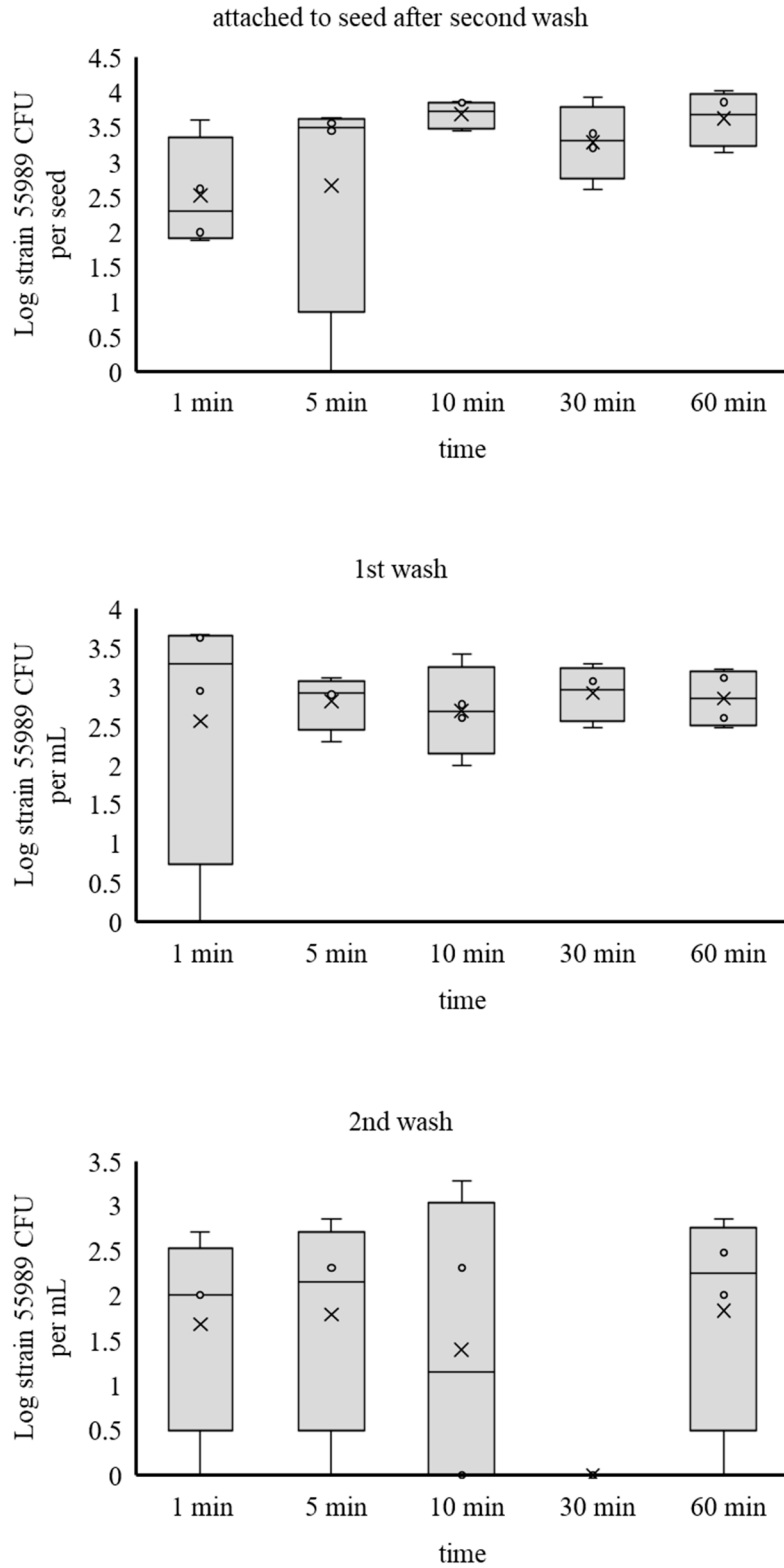 attached to seed after second wash
Log strain 55989 CFU
per seed
4.5
4
3.5
3
2.5
2
1.5
1
0.5
0
1 min 5 min 10 min 30 min 60 min
time
1st wash
Log strain 55989 CFU
per mL
4
3.5
3
2.5
2
1.5
1
0.5
0
1 min 5 min 10 min 30 min 60 min
time
2nd wash
Log strain 55989 CFU
per mL
3.5
3
2.5
2
1.5
1
0.5
0
1 min 5 min 10 min 30 min 60 min
time